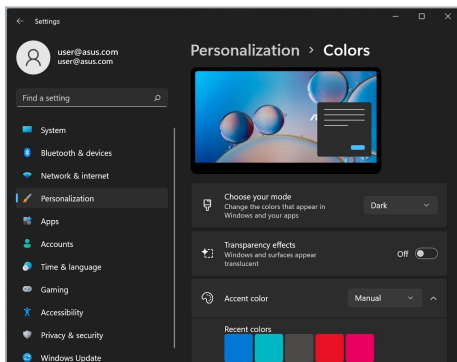 Settings
user@asus.com
user@asus.com
Find a setting
System
Bluetooth & devices
Network & internet
Personalization
Apps
Accounts
Time & language
Gaming
Accessibility
Privacy & security
Windows Update
Personalization > Colors
Choose your mode
Change the colors that appear in
Windows and your apps
Dark
Transparency effects
Windows and surfaces appear
translucent
Off
Accent color
Manual
Recent colors